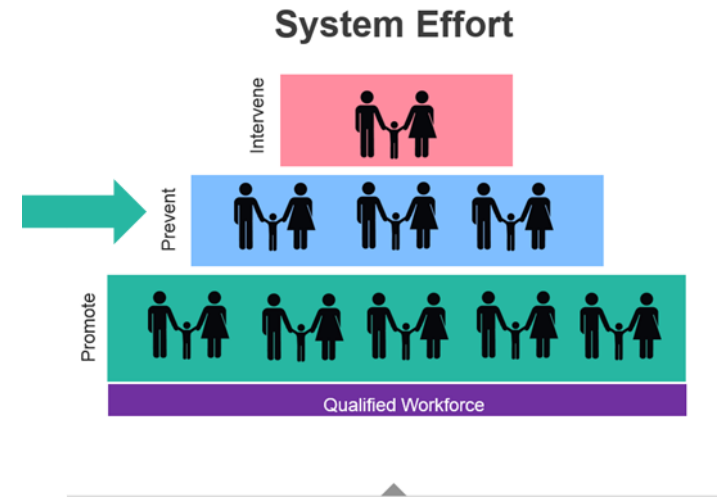 System Effort
Intervene
Prevent
Promote
Qualified Workforce